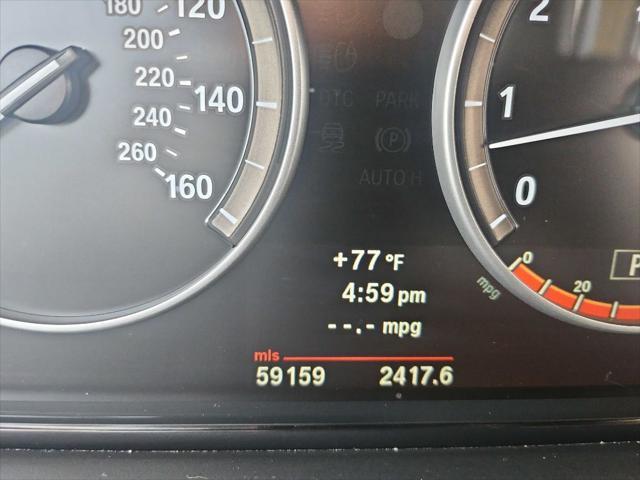 180 120
200
220 140
240
260 160
DTC PARK
(P)
AUTO H
2
1
0
+77 °F
4:59 pm
--.- mpg
mls
59159 2417.6
mpg
0
20
P